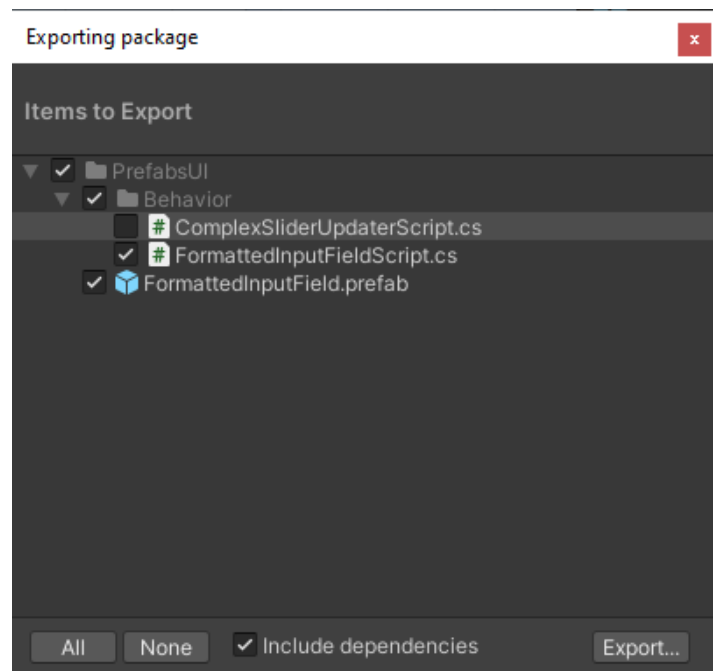 Exporting package
x
Items to Export
PrefabsUI
Behavior
# ComplexSliderUpdaterScript.cs
# FormattedInputFieldScript.cs
FormattedInputField.prefab
All None Include dependencies Export...